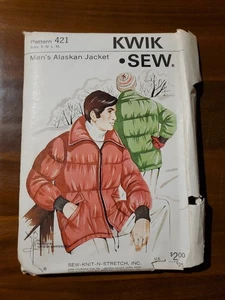 Pattern 421
KWIK
• SEW®
Men's Alaskan Jacket
$2.00
SEW-KNIT-N-STRETCH, INC.